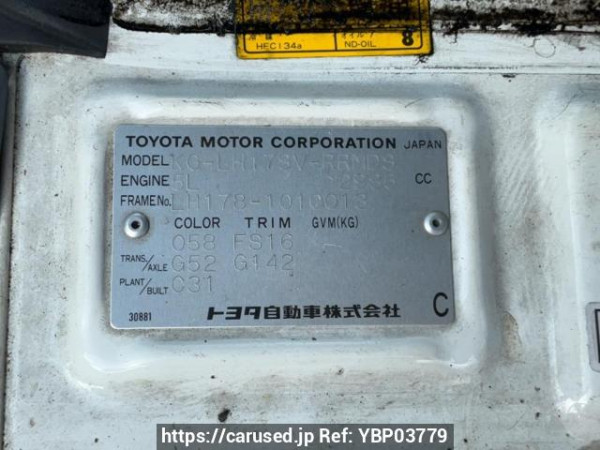 HFC134a
ND-OIL 8
TOYOTA MOTOR CORPORATION JAPAN
MODEL KG-LH178V-RRMDS
ENGINE 5L CC
FRAME No. LH178-1010013
COLOR TRIM GVM(KG)
058 FS16
TRANS./AXLE G52 G142
PLANT/BUILT C31
30881 トヨタ自動車株式会社 C
https://carused.jp Ref: YBP03779